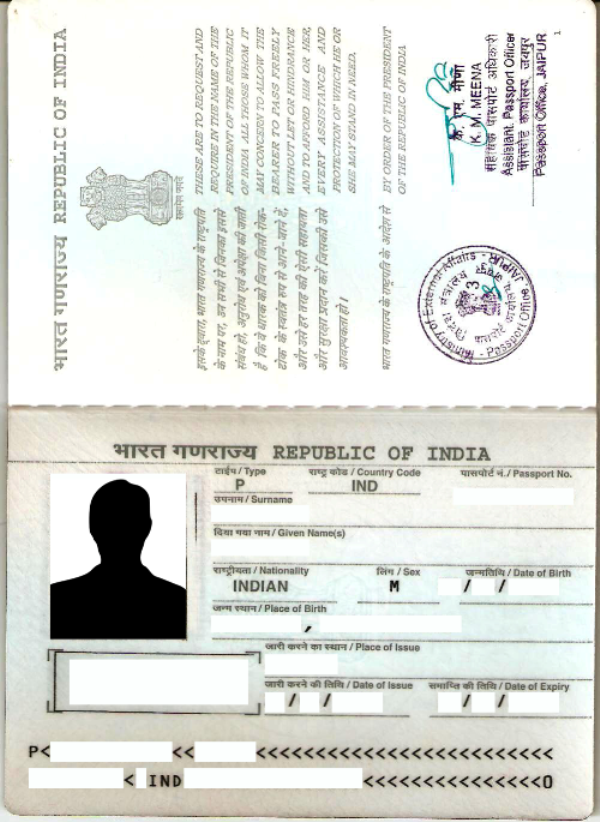 भारत गणराज्य REPUBLIC OF INDIA
सत्यमेव जयते
इसके द्वारा, भारत गणराज्य के राष्ट्रपति
के नाम पर, उन सभी से जिनका इससे
संबंध हो, अनुरोध एवं अपेक्षा की जाती
है कि वे धारक को बिना किसी रोक-
टोक के स्वतंत्र रूप से आने-जाने दें,
और उसे हर तरह की ऐसी सहायता
और सुरक्षा प्रदान करें जिसकी उसे
आवश्यकता हो।
भारत गणराज्य के राष्ट्रपति के आदेश से
THESE ARE TO REQUEST AND
REQUIRE IN THE NAME OF THE
PRESIDENT OF THE REPUBLIC
OF INDIA ALL THOSE WHOM IT
MAY CONCERN TO ALLOW THE
BEARER TO PASS FREELY
WITHOUT LET OR HINDRANCE
AND TO AFFORD HIM OR HER,
EVERY ASSISTANCE AND
PROTECTION OF WHICH HE OR
SHE MAY STAND IN NEED.
BY ORDER OF THE PRESIDENT
OF THE REPUBLIC OF INDIA
विदेश मंत्रालय
Ministry of External Affairs
3
पासपोर्ट कार्यालय, जयपुर
Passport Office JAIPUR
के. एम. मीणा
K. M. MEENA
सहायक पासपोर्ट अधिकारी
Assistant Passport Officer
पासपोर्ट कार्यालय, जयपुर
Passport Office, JAIPUR
1
भारत गणराज्य REPUBLIC OF INDIA
टाईप / Type राष्ट्र कोड / Country Code पासपोर्ट नं. / Passport No.
P IND
उपनाम / Surname
दिया गया नाम / Given Name(s)
राष्ट्रीयता / Nationality लिंग / Sex जन्मतिथि / Date of Birth
INDIAN M / /
जन्म स्थान / Place of Birth
,
जारी करने का स्थान / Place of Issue
जारी करने की तिथि / Date of Issue समाप्ति की तिथि / Date of Expiry
/ / / /
P< << <<<<<<<<<<<<<<<<<<<<<<<<<<<
< IND <<<<<<<<<<<<<<<<0